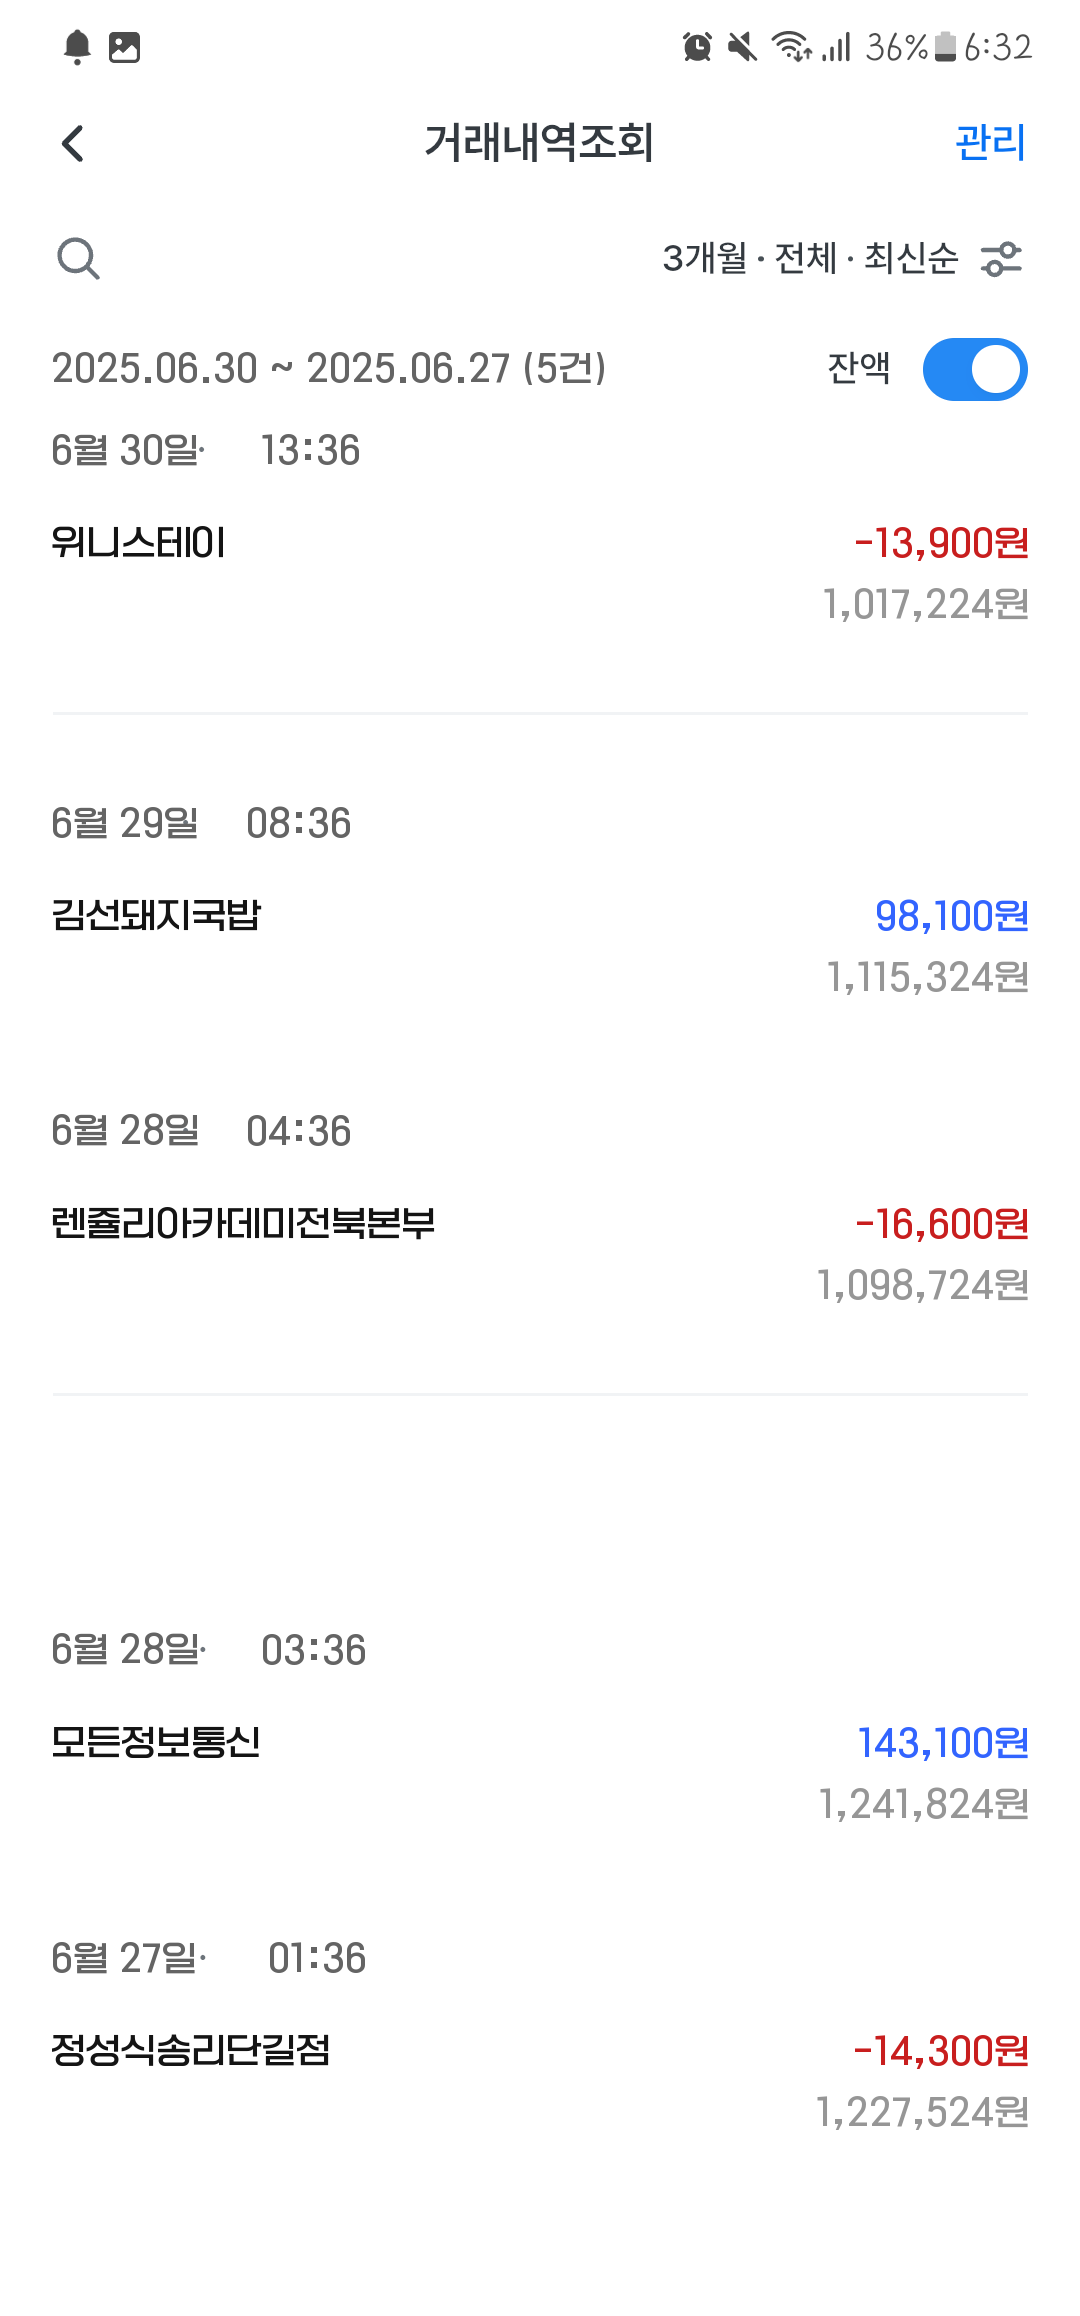 36% 6:32
거래내역조회 관리
3개월 · 전체 · 최신순
2025.06.30 ~ 2025.06.27 (5건) 잔액
6월 30일· 13:36
위니스테이 -13,900원
1,017,224원
6월 29일 08:36
김선돼지국밥 98,100원
1,115,324원
6월 28일 04:36
렌쥴리아카데미전북본부 -16,600원
1,098,724원
6월 28일· 03:36
모든정보통신 143,100원
1,241,824원
6월 27일· 01:36
정성식송리단길점 -14,300원
1,227,524원